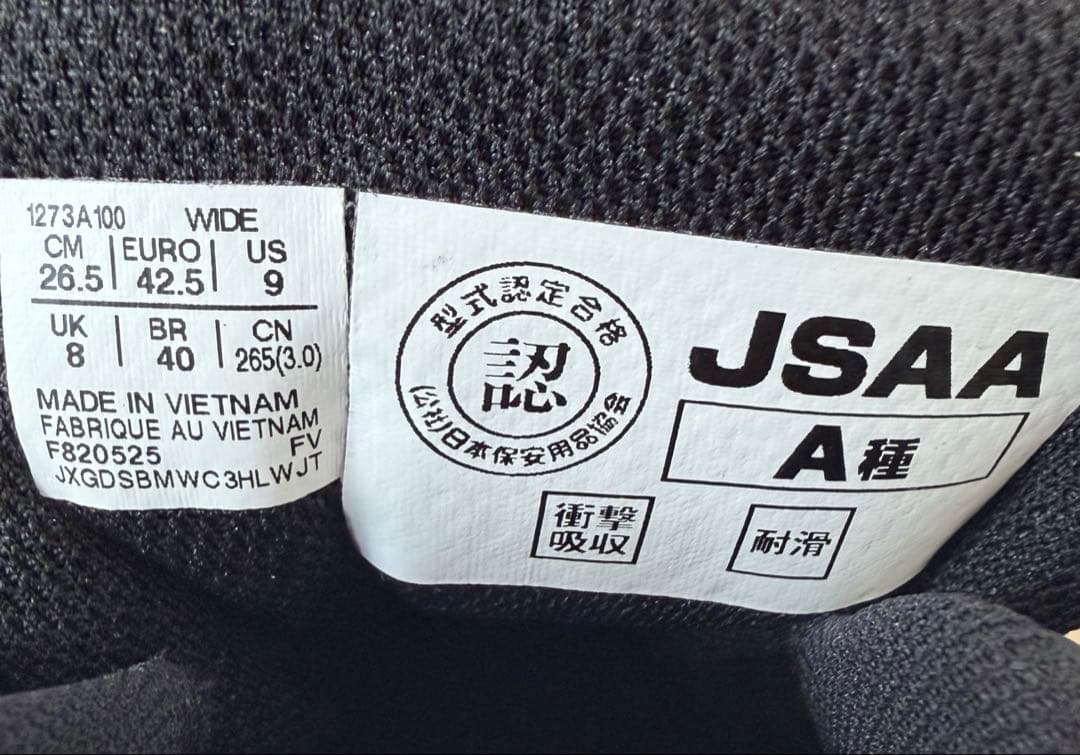 1273A100 WIDE
CM | EURO | US
26.5 | 42.5 | 9
UK | BR | CN
8 | 40 | 265(3.0)
MADE IN VIETNAM
FABRIQUE AU VIETNAM
F820525 FV
JXGDSBMWC3HLWJT
型式認定合格
認
(公社)日本保安用品協会
JSAA
A種
衝撃
吸収
耐滑